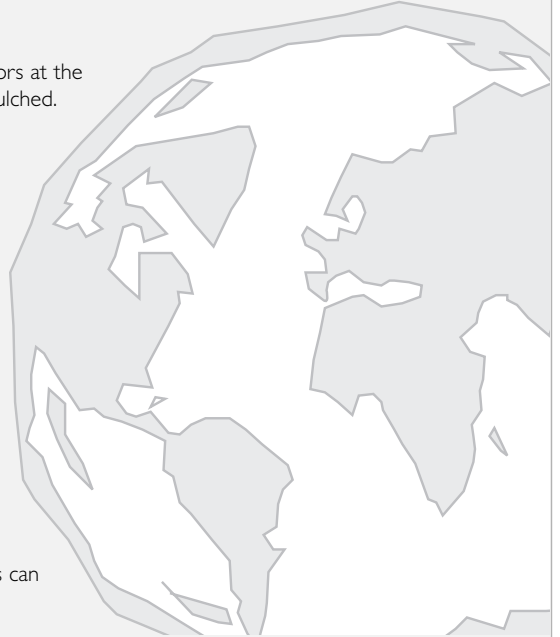 ors at the
ulched.
s can